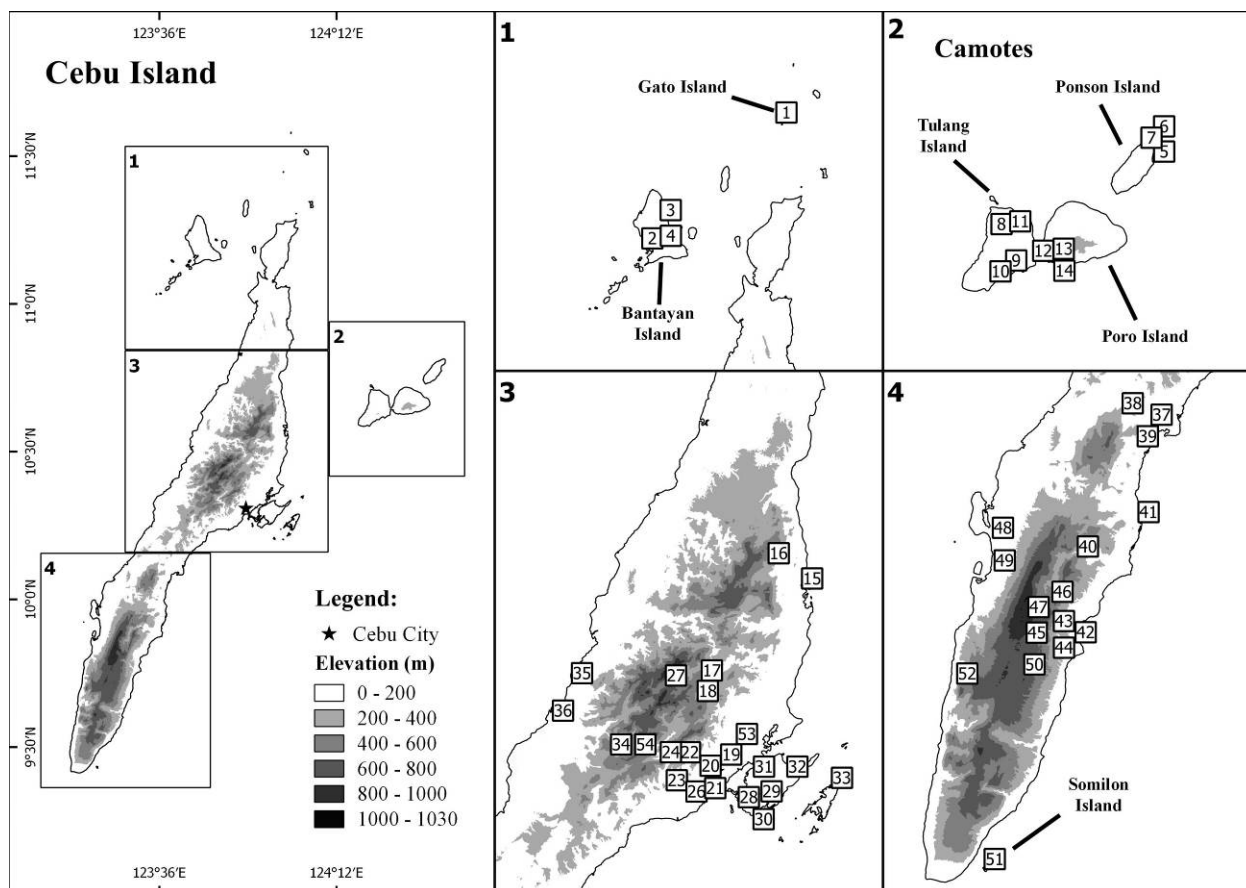 123°36'E
124°12'E
Cebu Island
11°30'N
11°0'N
10°30'N
10°0'N
9°30'N
1
2
3
4
Legend:
Cebu City
Elevation (m)
0 - 200
200 - 400
400 - 600
600 - 800
800 - 1000
1000 - 1030
123°36'E
124°12'E
1
Gato Island
1
3
2
4
Bantayan
Island
2
Camotes
Ponson Island
Tulang
Island
6
7
5
8
11
12
13
9
10
14
Poro Island
3
16
15
35
27
17
18
36
34
54
24
22
53
19
20
31
32
23
26
21
28
29
33
30
4
38
37
39
41
48
40
49
46
47
43
45
42
44
50
52
Somilon
Island
51